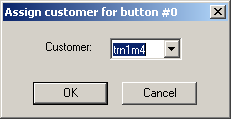 Assign customer for button #0
Customer: trn1m4
OK Cancel